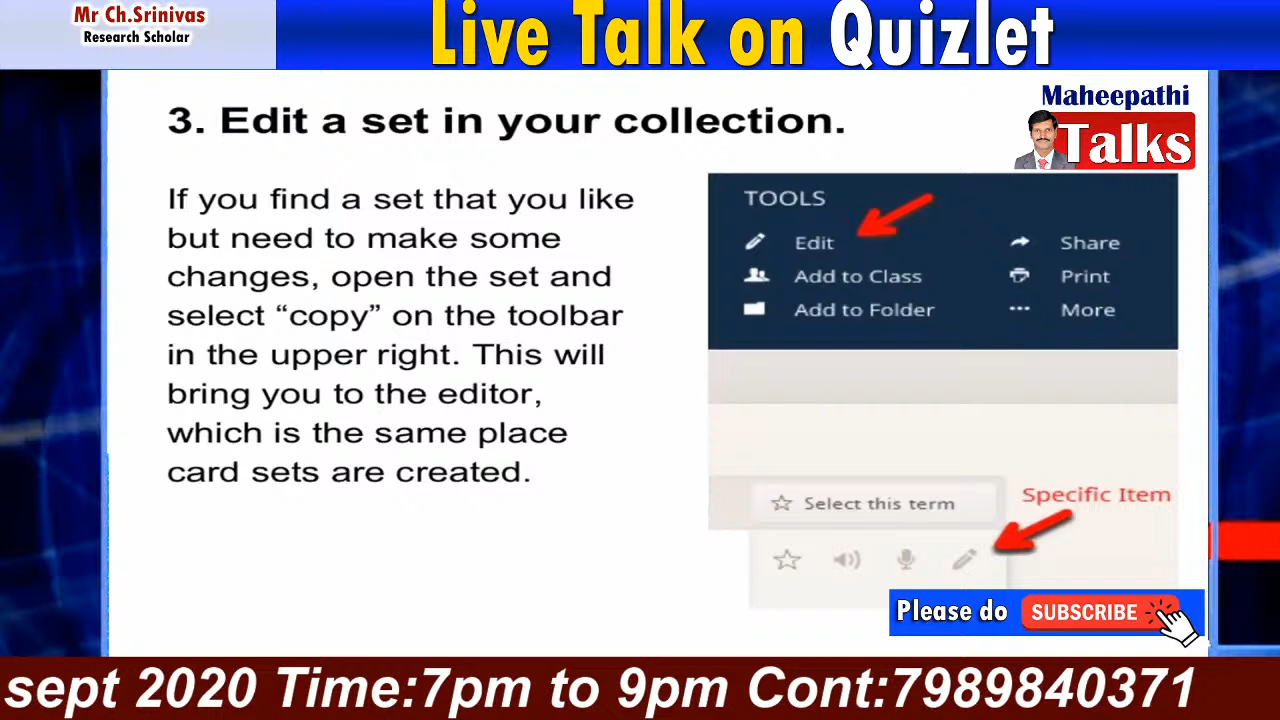 Mr Ch.Srinivas
Research Scholar
Live Talk on Quizlet
Maheepathi
Talks
3. Edit a set in your collection.
If you find a set that you like
but need to make some
changes, open the set and
select “copy” on the toolbar
in the upper right. This will
bring you to the editor,
which is the same place
card sets are created.
TOOLS
Edit
Share
Add to Class
Print
Add to Folder
More
Select this term
Specific Item
Please do SUBSCRIBE
sept 2020 Time:7pm to 9pm Cont:7989840371